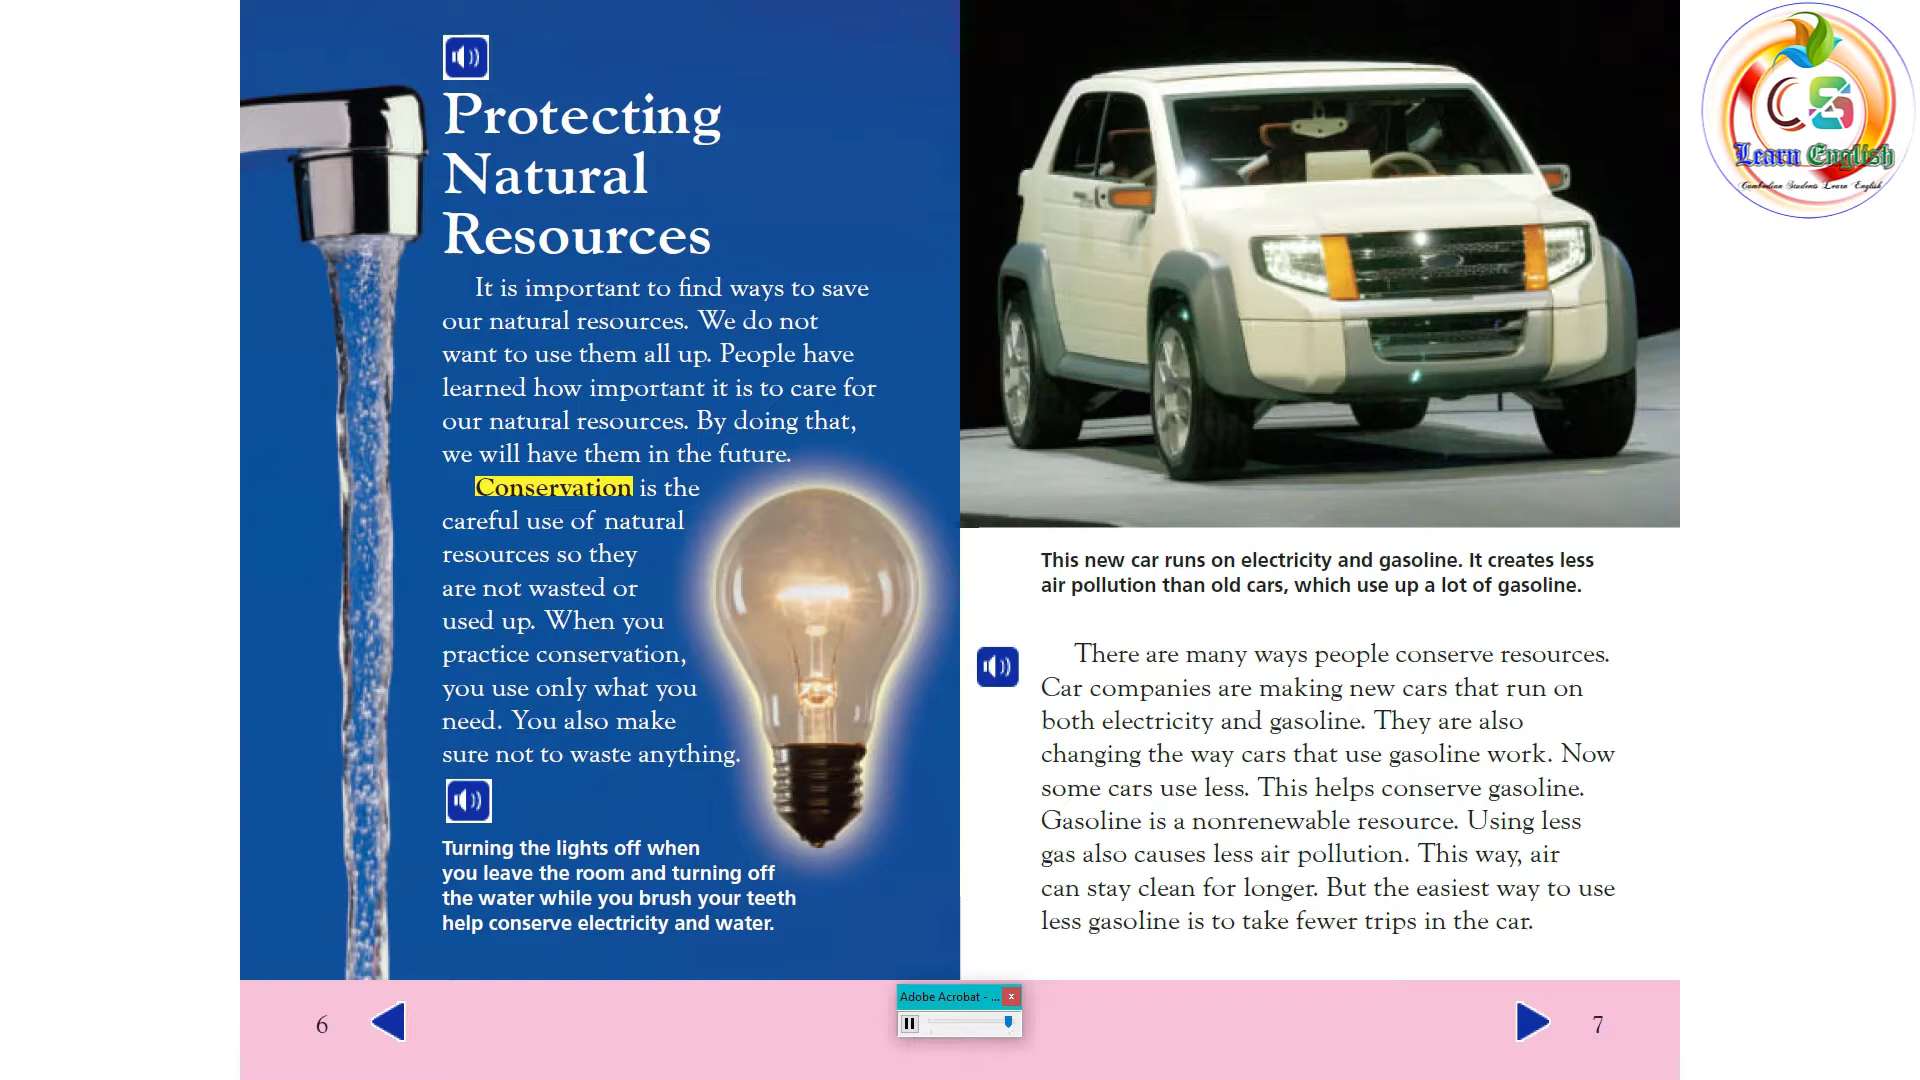 Protecting
Natural
Resources
It is important to find ways to save
our natural resources. We do not
want to use them all up. People have
learned how important it is to care for
our natural resources. By doing that,
we will have them in the future.
Conservation is the
careful use of natural
resources so they
are not wasted or
used up. When you
practice conservation,
you use only what you
need. You also make
sure not to waste anything.
Turning the lights off when
you leave the room and turning off
the water while you brush your teeth
help conserve electricity and water.
6
This new car runs on electricity and gasoline. It creates less
air pollution than old cars, which use up a lot of gasoline.
There are many ways people conserve resources.
Car companies are making new cars that run on
both electricity and gasoline. They are also
changing the way cars that use gasoline work. Now
some cars use less. This helps conserve gasoline.
Gasoline is a nonrenewable resource. Using less
gas also causes less air pollution. This way, air
can stay clean for longer. But the easiest way to use
less gasoline is to take fewer trips in the car.
7
Adobe Acrobat - ...
x
CS
Learn English
Cambodian Students Learn English